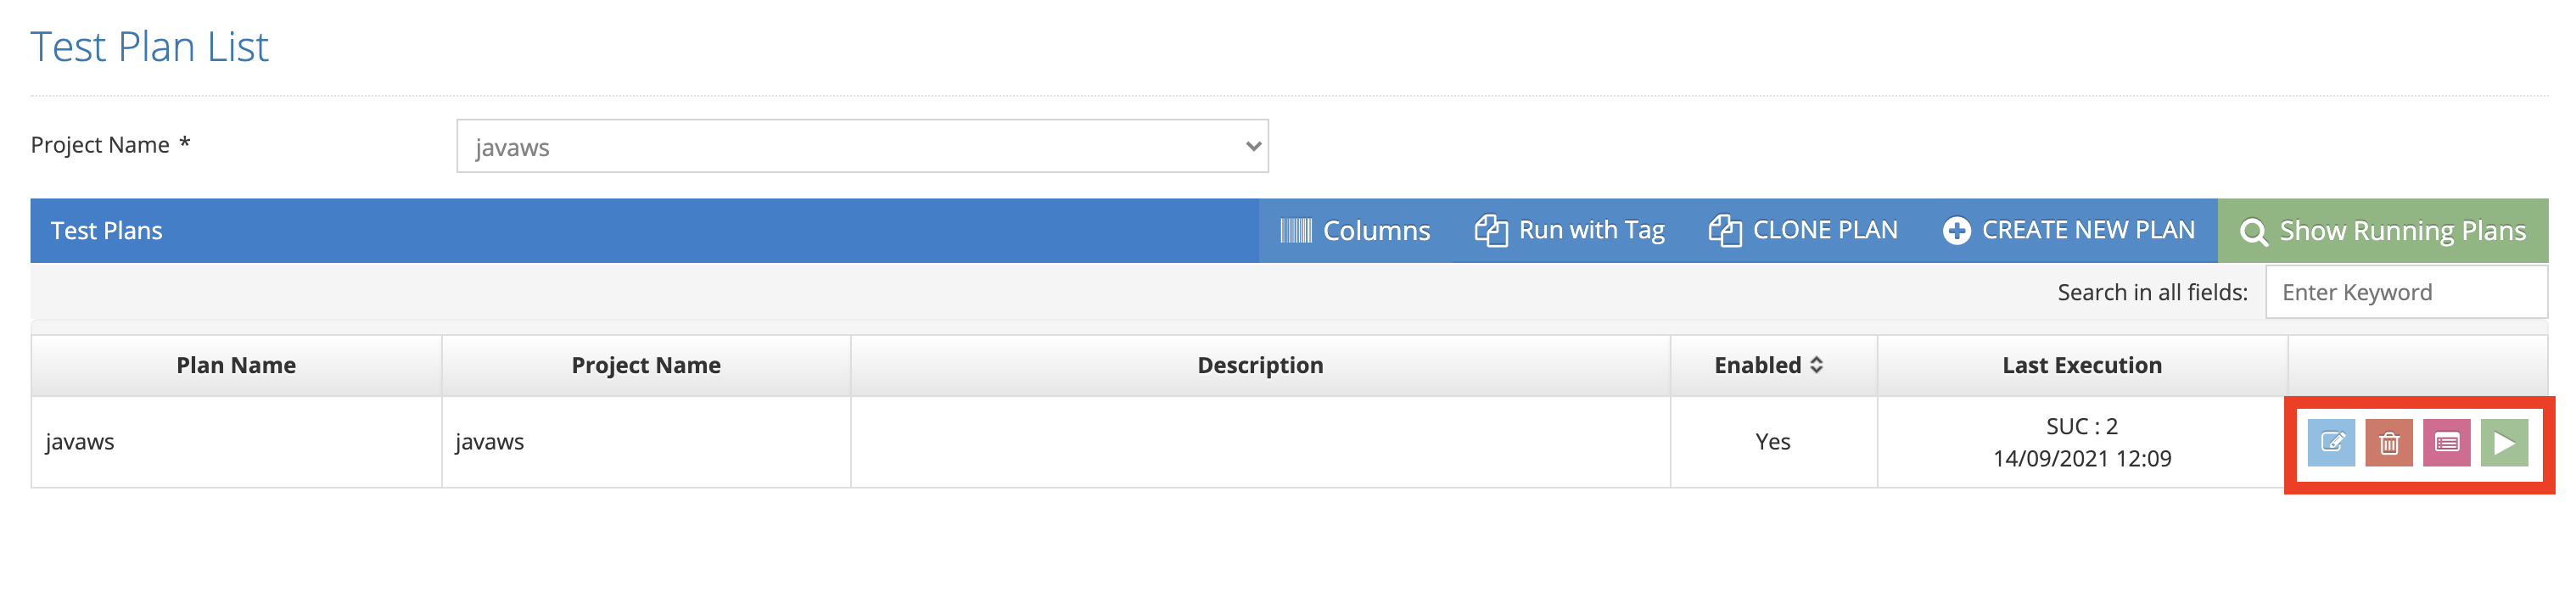 Test Plan List
Project Name *
javaws
Test Plans
Columns
Run with Tag
CLONE PLAN
CREATE NEW PLAN
Show Running Plans
Search in all fields:
Enter Keyword
Plan Name
Project Name
Description
Enabled
Last Execution
javaws
javaws
Yes
SUC : 2
14/09/2021 12:09